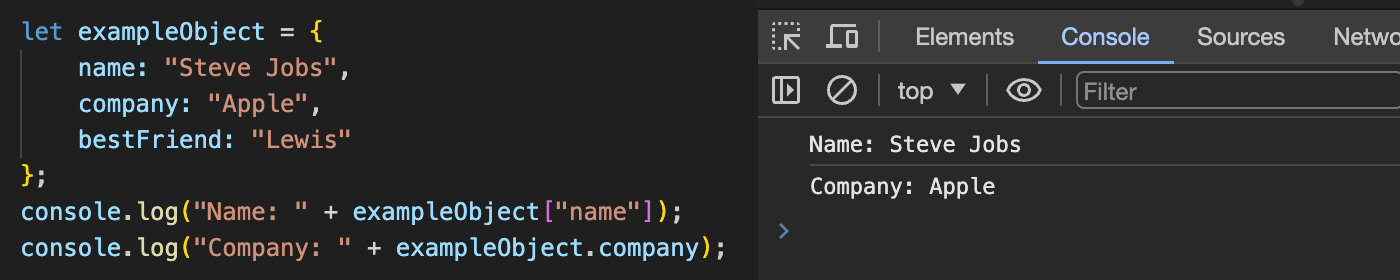 let exampleObject = {
    name: "Steve Jobs",
    company: "Apple",
    bestFriend: "Lewis"
};
console.log("Name: " + exampleObject["name"]);
console.log("Company: " + exampleObject.company);
Elements Console Sources Netwo
top Filter
Name: Steve Jobs
Company: Apple